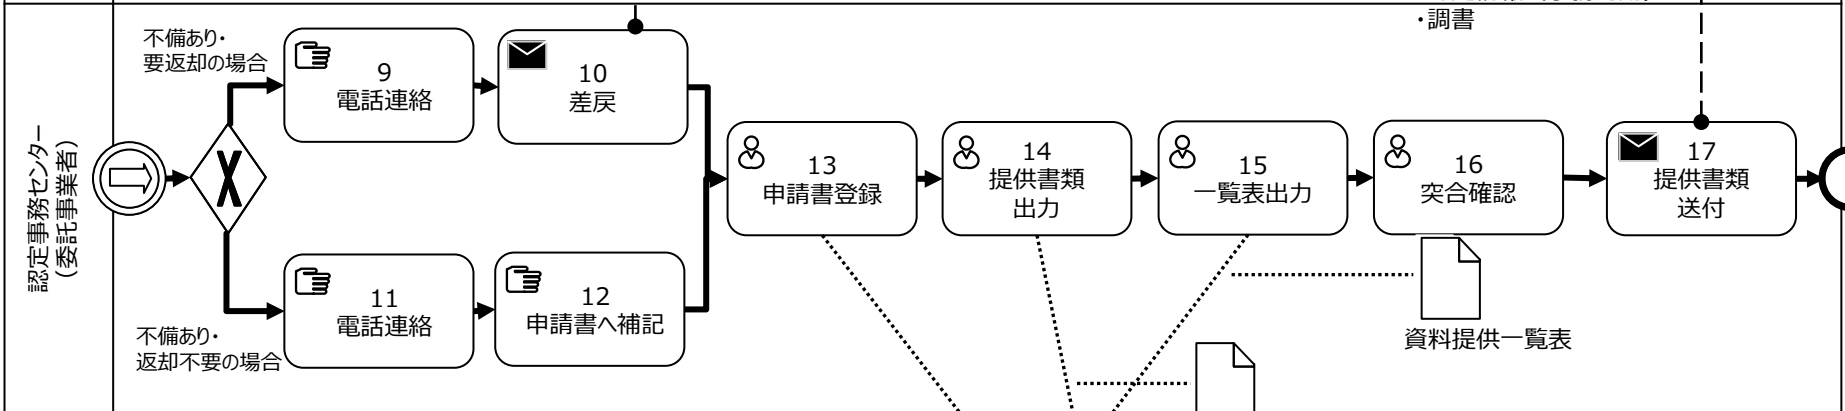 ・調書
不備あり・
要返却の場合
9
電話連絡
10
差戻
認定事務センター
（委託事業者）
13
申請書登録
14
提供書類
出力
15
一覧表出力
16
突合確認
17
提供書類
送付
11
電話連絡
12
申請書へ補記
不備あり・
返却不要の場合
資料提供一覧表